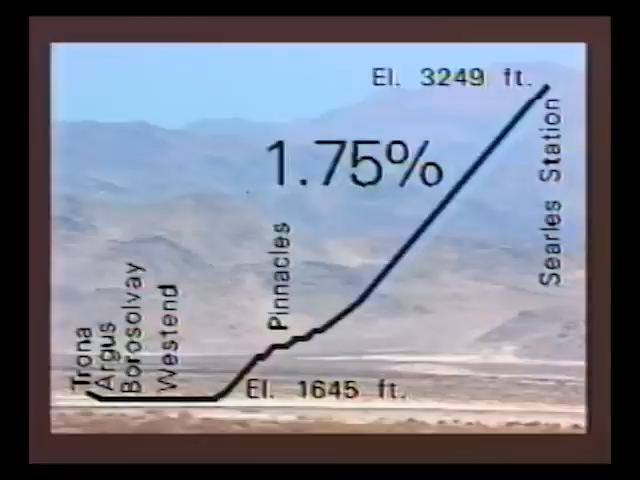 El. 3249 ft.
1.75%
Searles Station
Pinnacles
Trona
Argus
Borosolvay
Westend
El. 1645 ft.